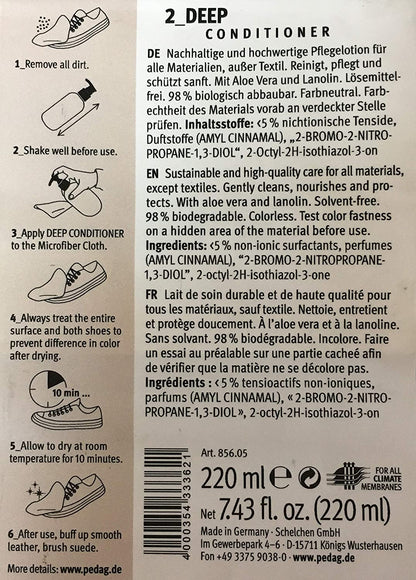 1_Remove all dirt.
2_Shake well before use.
3_Apply DEEP CONDITIONER
to the Microfiber Cloth.
4_Always treat the entire
surface and both shoes to
prevent difference in color
after drying.
10 min ...
5_Allow to dry at room
temperature for 10 minutes.
6_After use, buff up smooth
leather, brush suede.
More details: www.pedag.de
2_DEEP
CONDITIONER
DE Nachhaltige und hochwertige Pflegelotion für
alle Materialien, außer Textil. Reinigt, pflegt und
schützt sanft. Mit Aloe Vera und Lanolin. Lösemittel-
frei. 98 % biologisch abbaubar. Farbneutral. Farb-
echtheit des Materials vorab an verdeckter Stelle
prüfen. Inhaltsstoffe: <5 % nichtionische Tenside,
Duftstoffe (AMYL CINNAMAL), „2-BROMO-2-NITRO-
PROPANE-1,3-DIOL“, 2-Octyl-2H-isothiazol-3-on
EN Sustainable and high-quality care for all materials,
except textiles. Gently cleans, nourishes and pro-
tects. With aloe vera and lanolin. Solvent-free.
98 % biodegradable. Colorless. Test color fastness
on a hidden area of the material before use.
Ingredients: <5 % non-ionic surfactants, perfumes
(AMYL CINNAMAL), “2-BROMO-2-NITROPROPANE-
1,3-DIOL”, 2-octyl-2H-isothiazol-3-one
FR Lait de soin durable et de haute qualité pour
tous les matériaux, sauf textile. Nettoie, entretient
et protège doucement. À l’aloe vera et à la lanoline.
Sans solvant. 98 % biodégradable. Incolore. Faire
un essai au préalable sur une partie cacheé afin
de vérifier que la matière ne se décolore pas.
Ingrédients : < 5 % tensioactifs non-ioniques,
parfums (AMYL CINNAMAL), « 2-BROMO-2-NITRO-
PROPANE-1,3-DIOL », 2-octyl-2H-isothiazol-3-on
4000354333621
Art. 856.05
220 ml ℮
FOR ALL
CLIMATE
MEMBRANES
Net 7.43 fl. oz. (220 ml)
Made in Germany · Schelchen GmbH
Im Gewerbepark 4–6 · D-15711 Königs Wusterhausen
Fon +49 3375 9038-0 · www.pedag.de